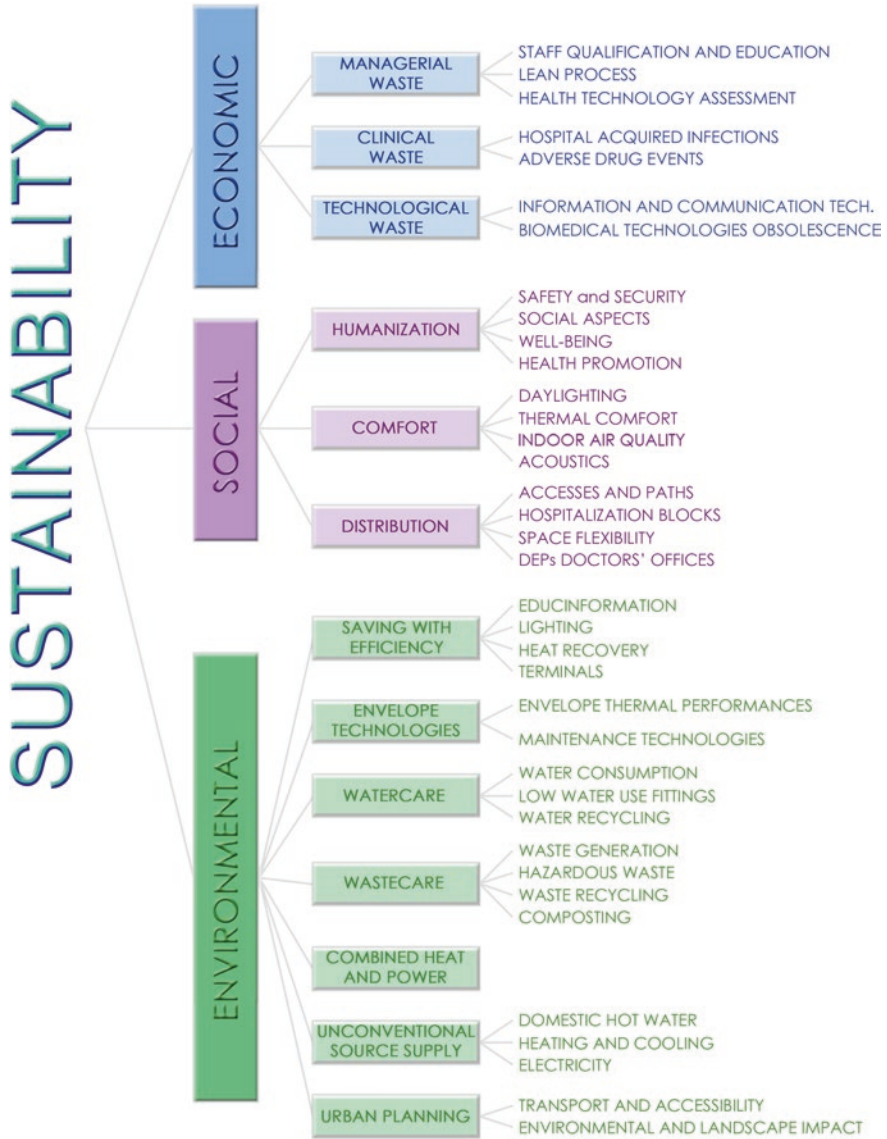 SUSTAINABILITY
ECONOMIC
MANAGERIAL
WASTE
STAFF QUALIFICATION AND EDUCATION
LEAN PROCESS
HEALTH TECHNOLOGY ASSESSMENT
CLINICAL
WASTE
HOSPITAL ACQUIRED INFECTIONS
ADVERSE DRUG EVENTS
TECHNOLOGICAL
WASTE
INFORMATION AND COMMUNICATION TECH.
BIOMEDICAL TECHNOLOGIES OBSOLESCENCE
SOCIAL
HUMANIZATION
SAFETY and SECURITY
SOCIAL ASPECTS
WELL-BEING
HEALTH PROMOTION
COMFORT
DAYLIGHTING
THERMAL COMFORT
INDOOR AIR QUALITY
ACOUSTICS
DISTRIBUTION
ACCESSES AND PATHS
HOSPITALIZATION BLOCKS
SPACE FLEXIBILITY
DEPs DOCTORS' OFFICES
ENVIRONMENTAL
SAVING WITH
EFFICIENCY
EDUCINFORMATION
LIGHTING
HEAT RECOVERY
TERMINALS
ENVELOPE
TECHNOLOGIES
ENVELOPE THERMAL PERFORMANCES
MAINTENANCE TECHNOLOGIES
WATERCARE
WATER CONSUMPTION
LOW WATER USE FITTINGS
WATER RECYCLING
WASTECARE
WASTE GENERATION
HAZARDOUS WASTE
WASTE RECYCLING
COMPOSTING
COMBINED HEAT
AND POWER
UNCONVENTIONAL
SOURCE SUPPLY
DOMESTIC HOT WATER
HEATING AND COOLING
ELECTRICITY
URBAN PLANNING
TRANSPORT AND ACCESSIBILITY
ENVIRONMENTAL AND LANDSCAPE IMPACT